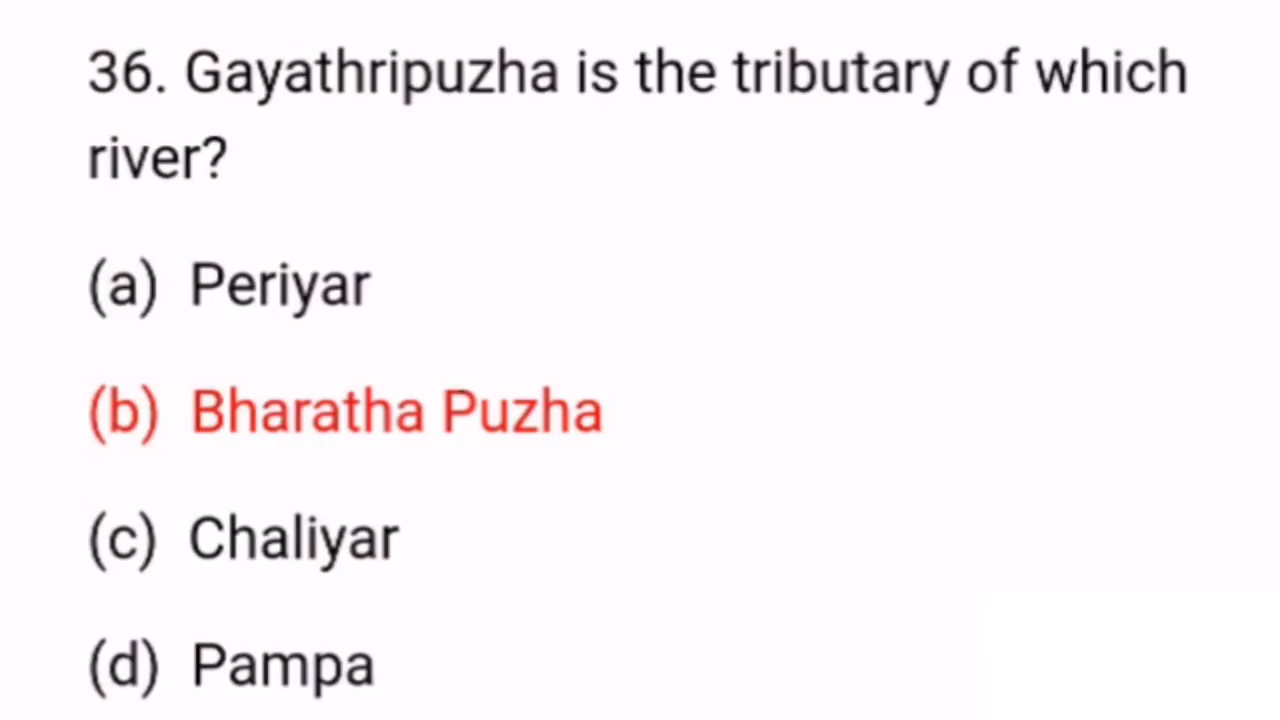 36. Gayathripuzha is the tributary of which
river?
(a) Periyar
(b) Bharatha Puzha
(c) Chaliyar
(d) Pampa